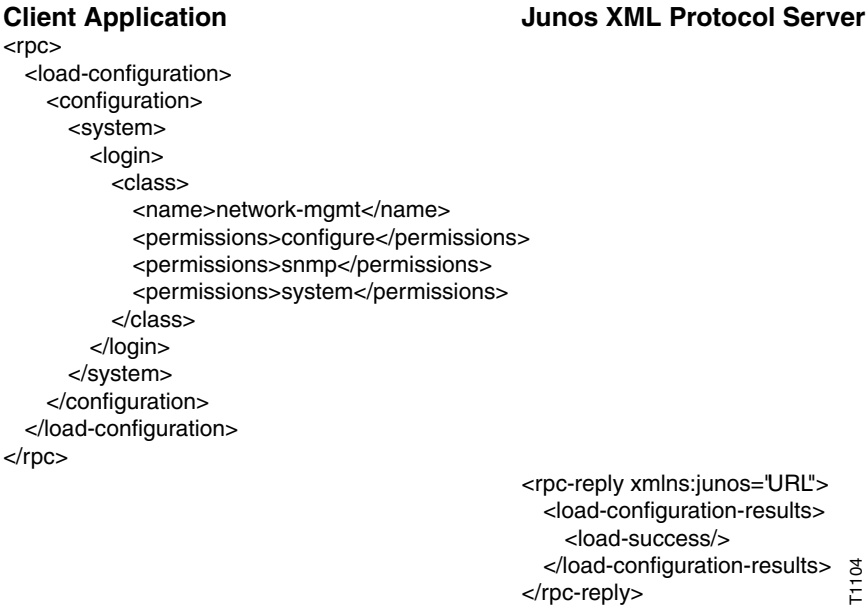 Client Application Junos XML Protocol Server
<rpc>
<load-configuration>
<configuration>
<system>
<login>
<class>
<name>network-mgmt</name>
<permissions>configure</permissions>
<permissions>snmp</permissions>
<permissions>system</permissions>
</class>
</login>
</system>
</configuration>
</load-configuration>
</rpc>
<rpc-reply xmlns:junos="URL">
<load-configuration-results>
<load-success/>
</load-configuration-results>
</rpc-reply>
T1104